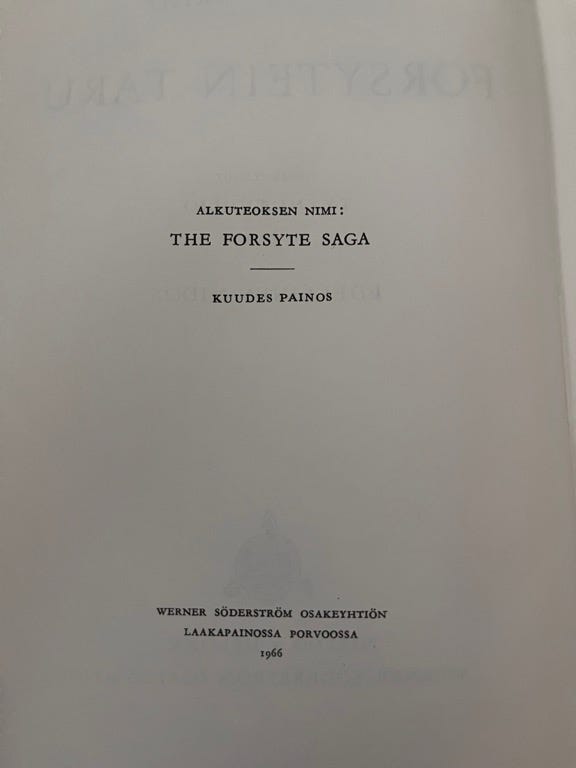 ALKUTEOKSEN NIMI:
THE FORSYTE SAGA
KUUDES PAINOS
WERNER SÖDERSTRÖM OSAKEYHTIÖN
LAAKAPAINOSSA PORVOOSSA
1966